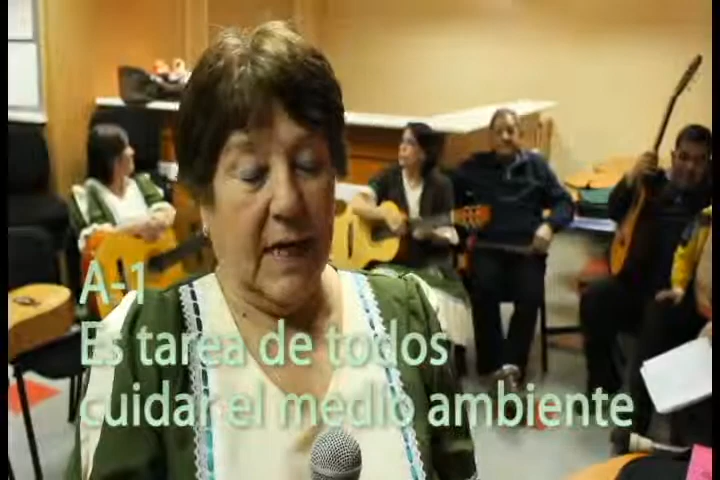 A-1
Es tarea de todos
cuidar el medio ambiente